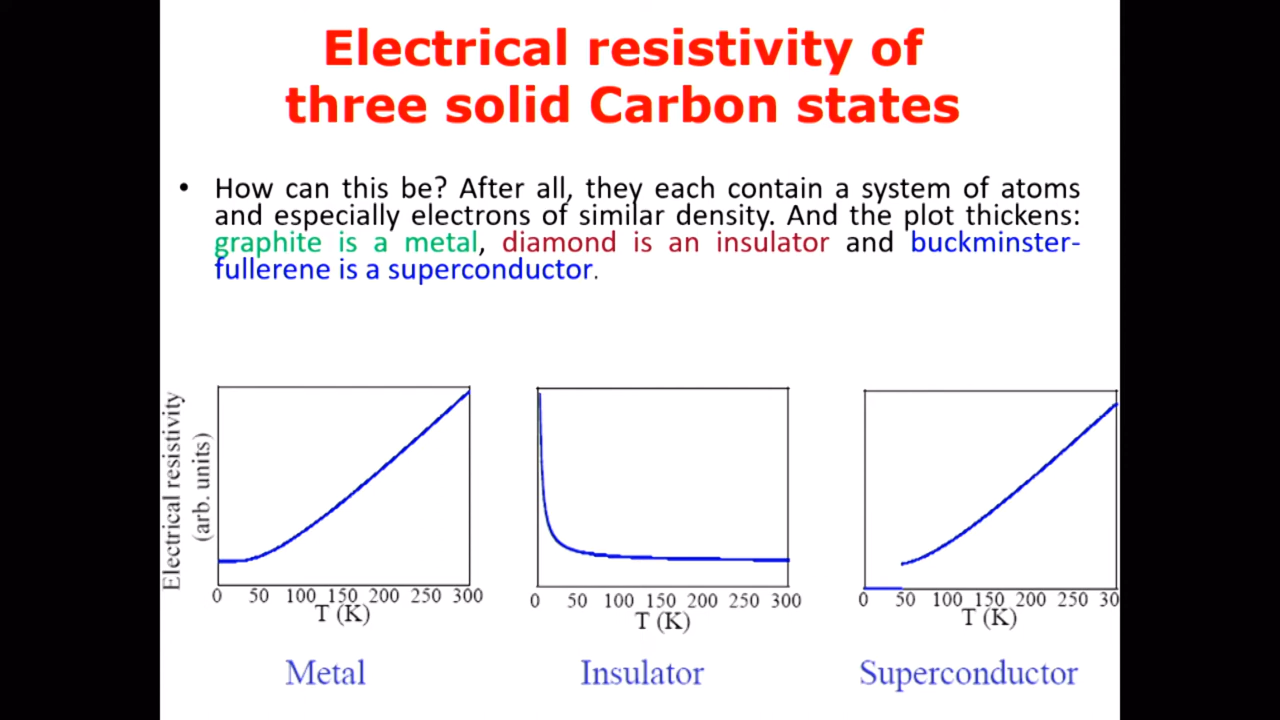 Electrical resistivity of
three solid Carbon states
• How can this be? After all, they each contain a system of atoms
and especially electrons of similar density. And the plot thickens:
graphite is a metal, diamond is an insulator and buckminster-
fullerene is a superconductor.
Electrical resistivity
(arb. units)
0 50 100 150 200 250 300
T (K)
Metal
0 50 100 150 200 250 300
T (K)
Insulator
0 50 100 150 200 250 30
T (K)
Superconductor